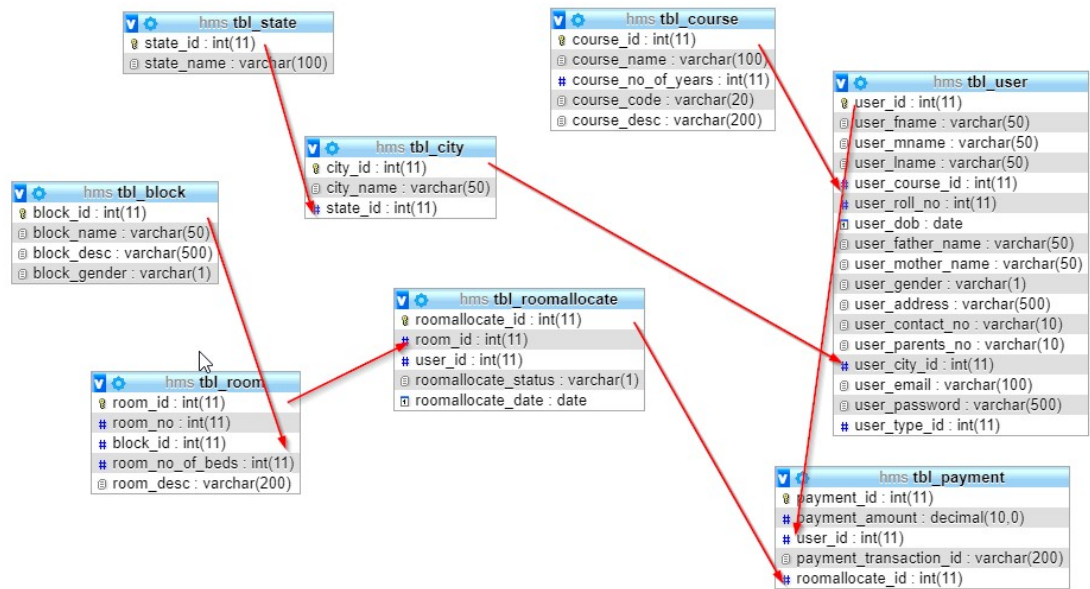 hms tbl_state
state_id : int(11)
state_name : varchar(100)
hms tbl_course
course_id : int(11)
course_name : varchar(100)
course_no_of_years : int(11)
course_code : varchar(20)
course_desc : varchar(200)
hms tbl_user
user_id : int(11)
user_fname : varchar(50)
user_mname : varchar(50)
user_lname : varchar(50)
user_course_id : int(11)
user_roll_no : int(11)
user_dob : date
user_father_name : varchar(50)
user_mother_name : varchar(50)
user_gender : varchar(1)
user_address : varchar(500)
user_contact_no : varchar(10)
user_parents_no : varchar(10)
user_city_id : int(11)
user_email : varchar(100)
user_password : varchar(500)
user_type_id : int(11)
hms tbl_city
city_id : int(11)
city_name : varchar(50)
state_id : int(11)
hms tbl_block
block_id : int(11)
block_name : varchar(50)
block_desc : varchar(500)
block_gender : varchar(1)
hms tbl_roomallocate
roomallocate_id : int(11)
room_id : int(11)
user_id : int(11)
roomallocate_status : varchar(1)
roomallocate_date : date
hms tbl_room
room_id : int(11)
room_no : int(11)
block_id : int(11)
room_no_of_beds : int(11)
room_desc : varchar(200)
hms tbl_payment
payment_id : int(11)
payment_amount : decimal(10,0)
user_id : int(11)
payment_transaction_id : varchar(200)
roomallocate_id : int(11)